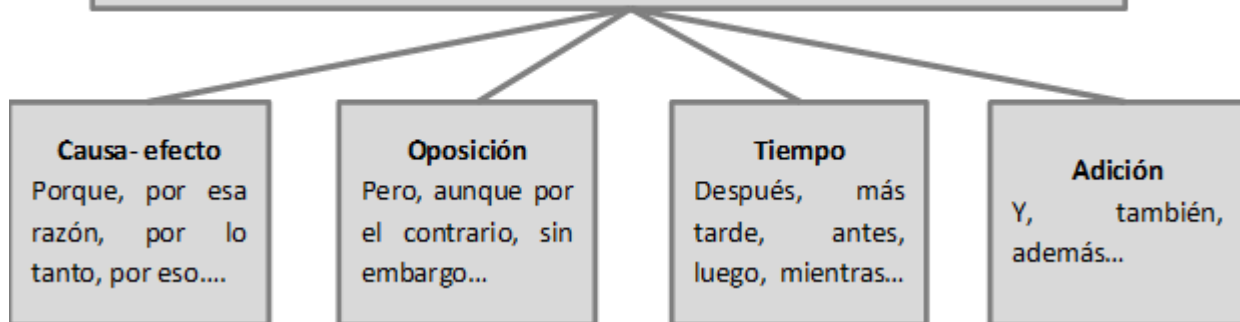 Causa- efecto
Porque, por esa
razón, por lo
tanto, por eso....
Oposición
Pero, aunque por
el contrario, sin
embargo...
Tiempo
Después, más
tarde, antes,
luego, mientras...
Adición
Y, también,
además...